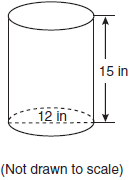 15 in
12 in
(Not drawn to scale)